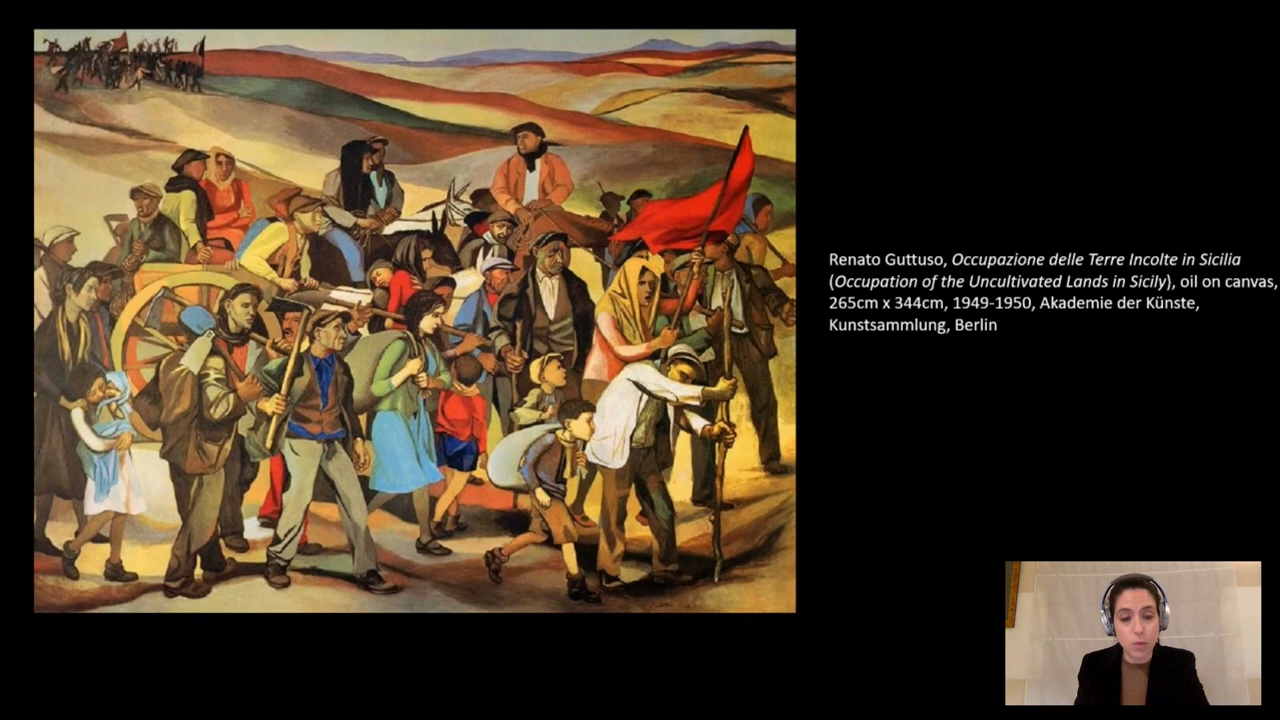 Renato Guttuso, Occupazione delle Terre Incolte in Sicilia
(Occupation of the Uncultivated Lands in Sicily), oil on canvas,
265cm x 344cm, 1949-1950, Akademie der Künste,
Kunstsammlung, Berlin